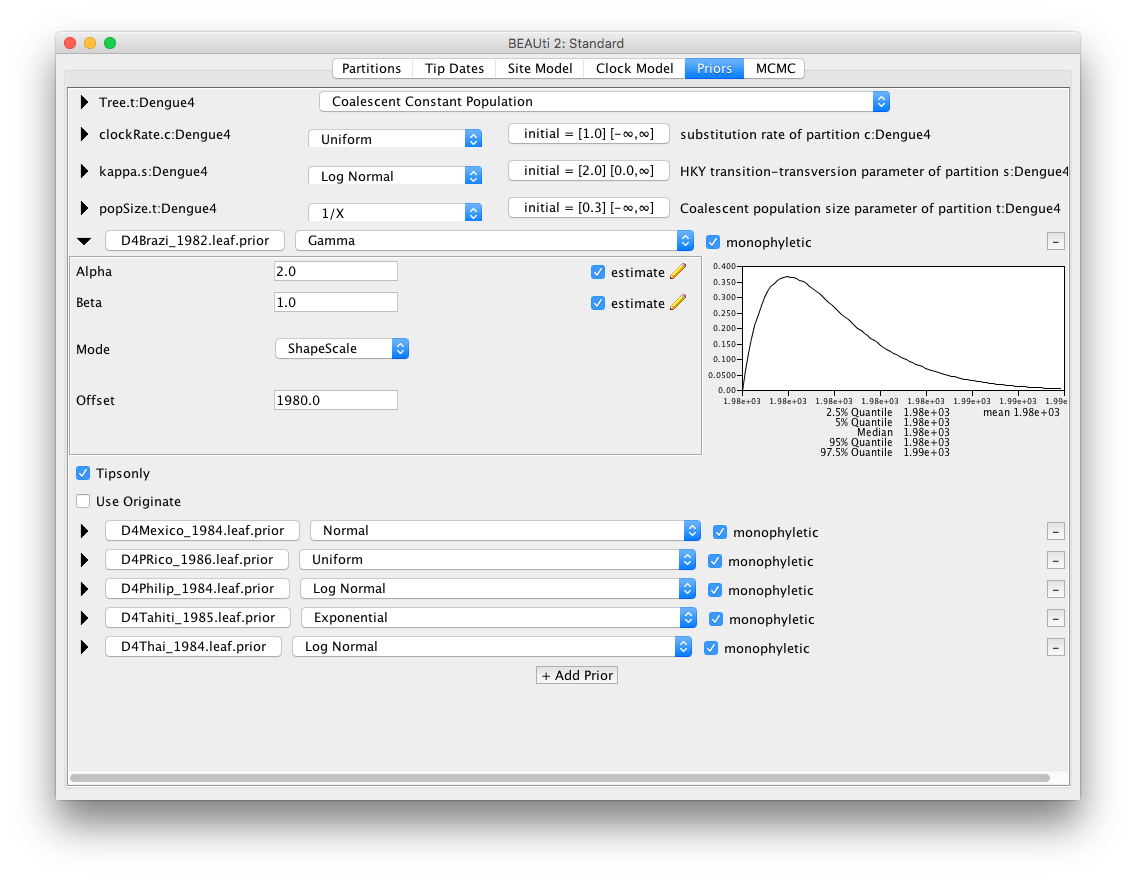 BEAUti 2: Standard
Partitions Tip Dates Site Model Clock Model Priors MCMC
Tree.t:Dengue4 Coalescent Constant Population
clockRate.c:Dengue4 Uniform initial = [1.0] [-∞,∞] substitution rate of partition c:Dengue4
kappa.s:Dengue4 Log Normal initial = [2.0] [0.0,∞] HKY transition-transversion parameter of partition s:Dengue4
popSize.t:Dengue4 1/X initial = [0.3] [-∞,∞] Coalescent population size parameter of partition t:Dengue4
D4Brazi_1982.leaf.prior Gamma monophyletic -
Alpha 2.0 estimate
Beta 1.0 estimate
Mode ShapeScale
Offset 1980.0
0.400
0.350
0.300
0.250
0.200
0.150
0.100
0.0500
0.00
1.98e+03 1.98e+03 1.98e+03 1.98e+03 1.98e+03 1.99e+03 1.99e+03 1.99e
2.5% Quantile 1.98e+03 mean 1.98e+03
5% Quantile 1.98e+03
Median 1.98e+03
95% Quantile 1.98e+03
97.5% Quantile 1.99e+03
Tipsonly
Use Originate
D4Mexico_1984.leaf.prior Normal monophyletic -
D4PRico_1986.leaf.prior Uniform monophyletic -
D4Philip_1984.leaf.prior Log Normal monophyletic -
D4Tahiti_1985.leaf.prior Exponential monophyletic -
D4Thai_1984.leaf.prior Log Normal monophyletic -
+ Add Prior